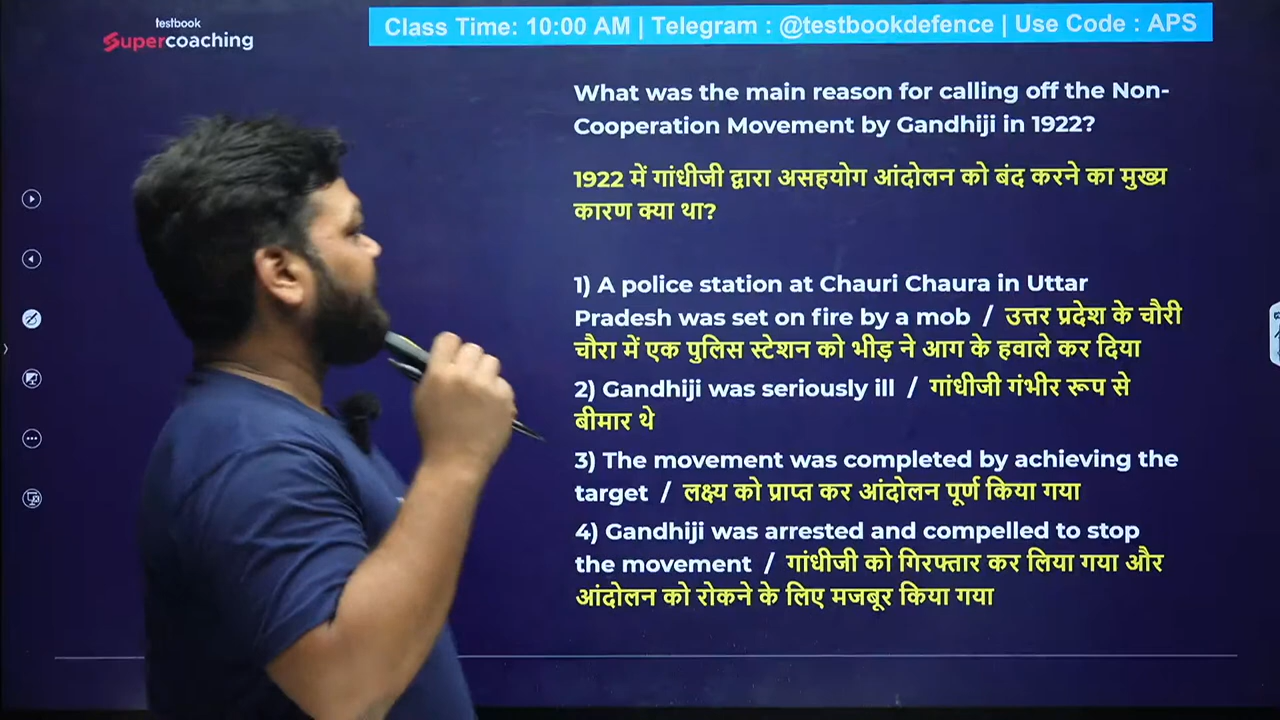 testbook
Supercoaching
Class Time: 10:00 AM | Telegram : @testbookdefence | Use Code : APS
What was the main reason for calling off the Non-
Cooperation Movement by Gandhiji in 1922?
1922 में गांधीजी द्वारा असहयोग आंदोलन को बंद करने का मुख्य
कारण क्या था?
1) A police station at Chauri Chaura in Uttar
Pradesh was set on fire by a mob / उत्तर प्रदेश के चौरी
चौरा में एक पुलिस स्टेशन को भीड़ ने आग के हवाले कर दिया
2) Gandhiji was seriously ill / गांधीजी गंभीर रूप से
बीमार थे
3) The movement was completed by achieving the
target / लक्ष्य को प्राप्त कर आंदोलन पूर्ण किया गया
4) Gandhiji was arrested and compelled to stop
the movement / गांधीजी को गिरफ्तार कर लिया गया और
आंदोलन को रोकने के लिए मजबूर किया गया